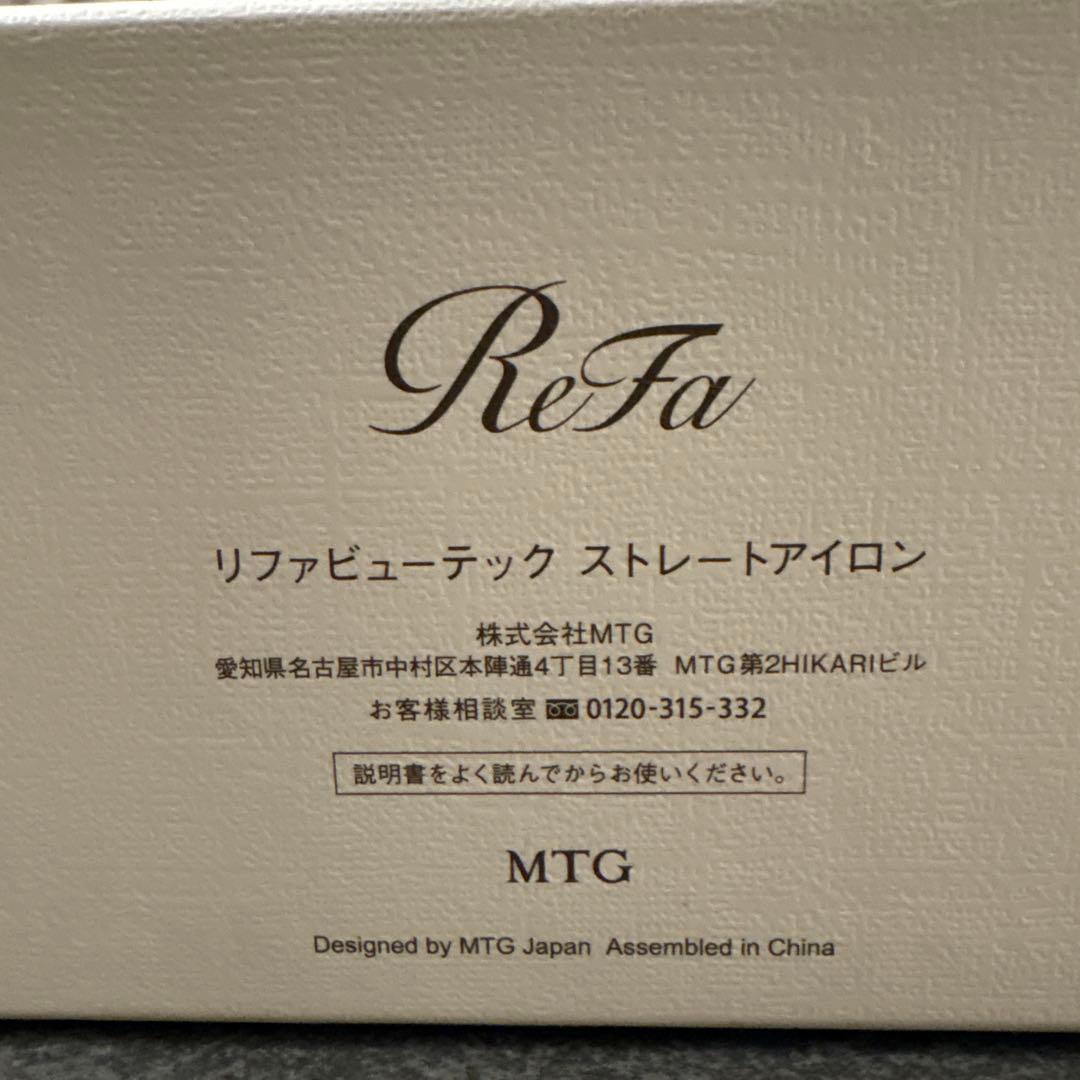 ReFa
リファビューテック ストレートアイロン
株式会社MTG
愛知県名古屋市中村区本陣通4丁目13番 MTG第2HIKARIビル
お客様相談室 0120-315-332
説明書をよく読んでからお使いください。
MTG
Designed by MTG Japan Assembled in China